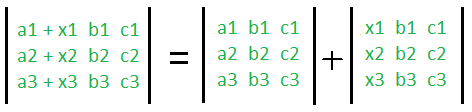 a1 + x1 b1 c1 a1 b1 c1 x1 b1 c1
a2 + x2 b2 c2 = a2 b2 c2 + x2 b2 c2
a3 + x3 b3 c3 a3 b3 c3 x3 b3 c3